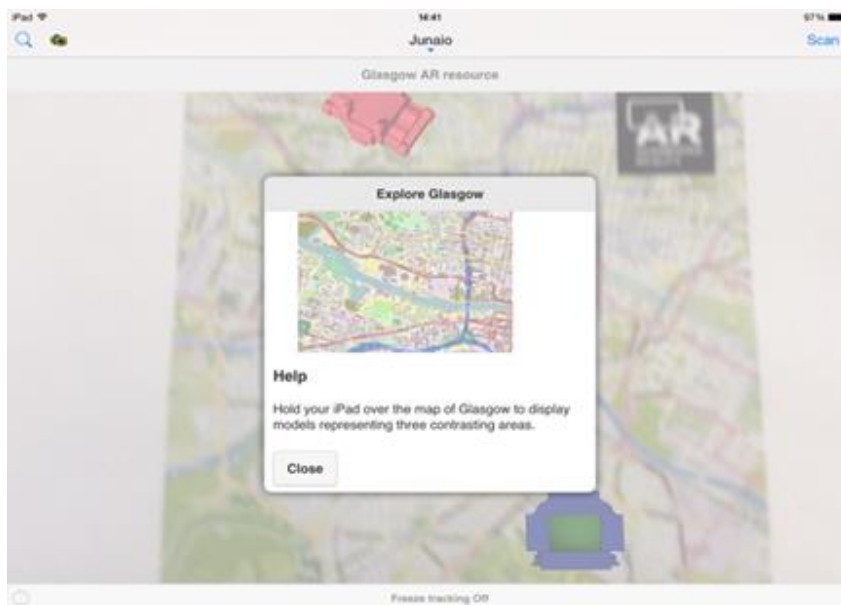 iPad 14:41 97%
Junaio Scan
Glasgow AR resource
AR
Explore Glasgow
Help
Hold your iPad over the map of Glasgow to display
models representing three contrasting areas.
Close
Freeze tracking Off